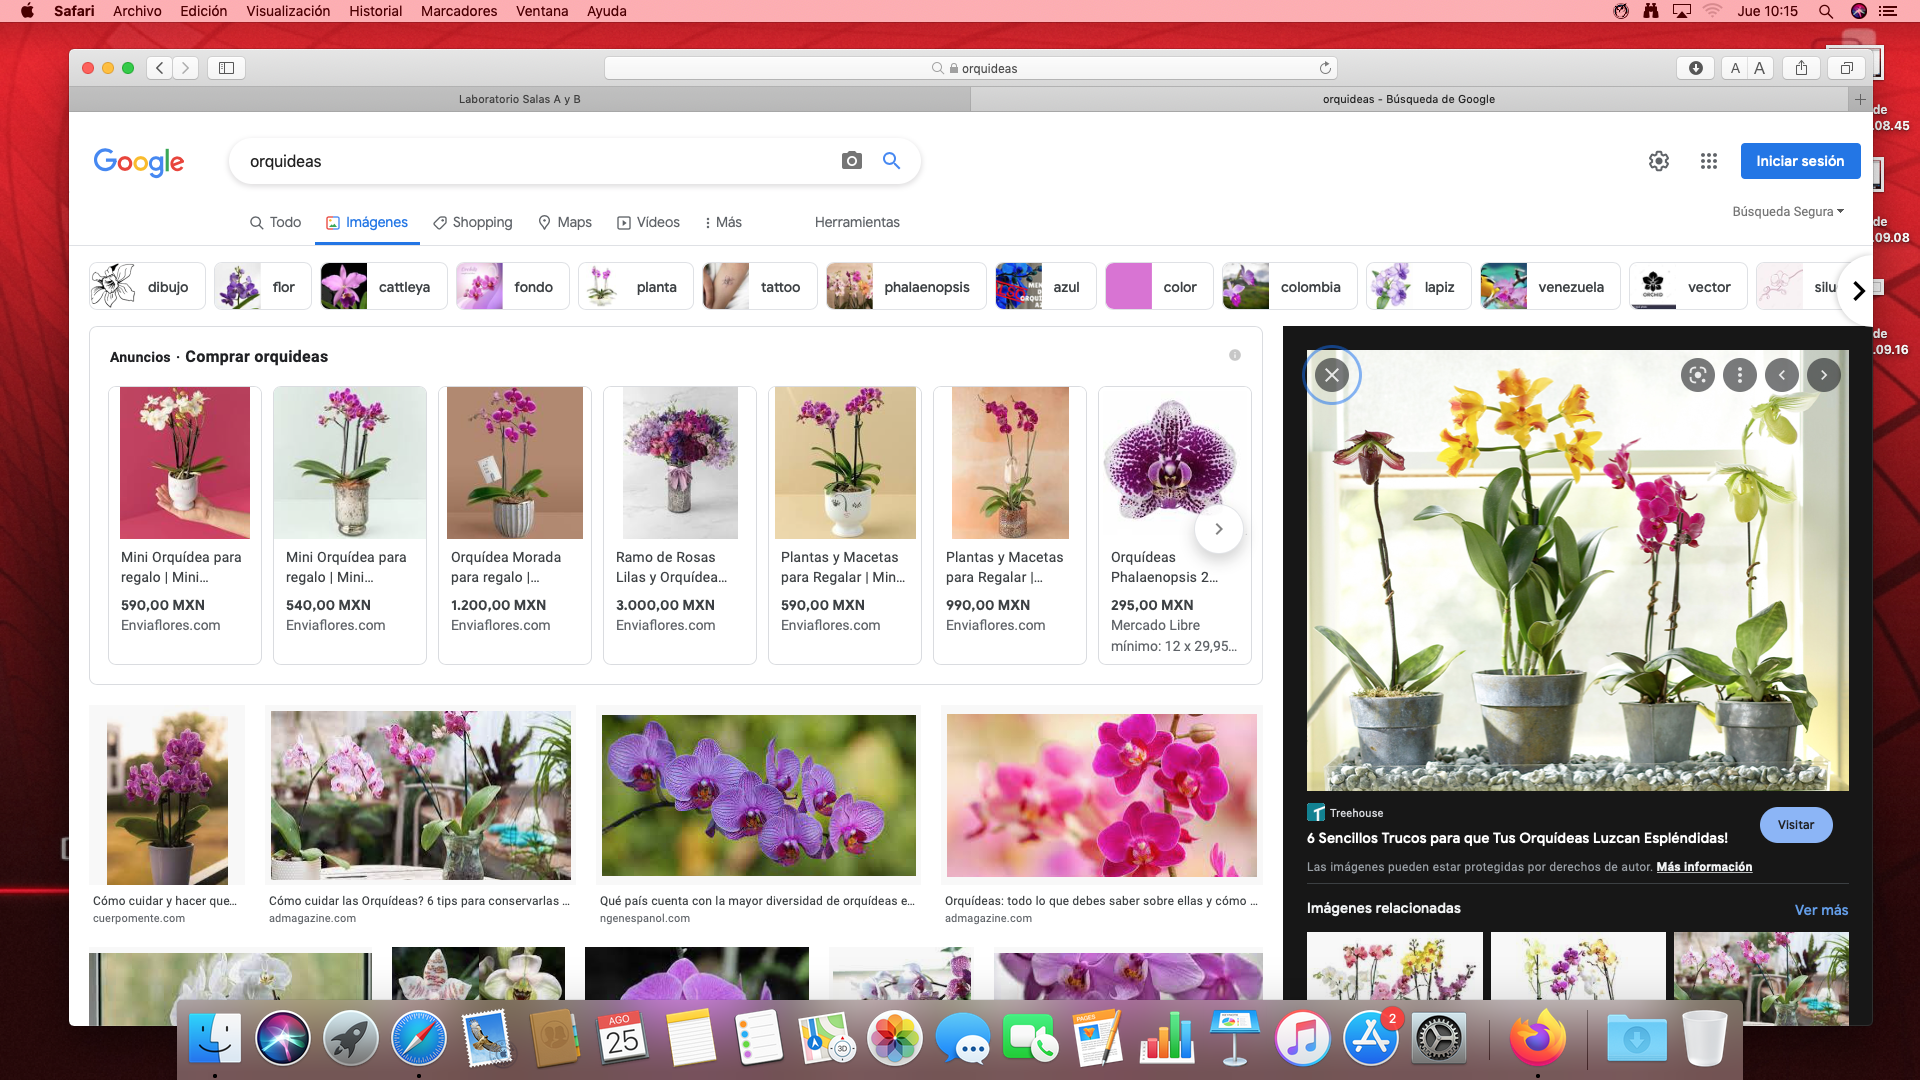 Safari Archivo Edición Visualización Historial Marcadores Ventana Ayuda
Jue 10:15
orquideas
A A
Laboratorio Salas A y B
orquideas - Búsqueda de Google
de
.08.45
Google
orquideas
Iniciar sesión
Todo Imágenes Shopping Maps Vídeos Más Herramientas
Búsqueda Segura
de
.09.08
dibujo flor cattleya fondo planta tattoo phalaenopsis azul color colombia lapiz venezuela vector silu
de
.09.16
Anuncios · Comprar orquideas
Mini Orquídea para
regalo | Mini...
590,00 MXN
Enviaflores.com
Mini Orquídea para
regalo | Mini...
540,00 MXN
Enviaflores.com
Orquídea Morada
para regalo |...
1.200,00 MXN
Enviaflores.com
Ramo de Rosas
Lilas y Orquídea...
3.000,00 MXN
Enviaflores.com
Plantas y Macetas
para Regalar | Min...
590,00 MXN
Enviaflores.com
Plantas y Macetas
para Regalar |...
990,00 MXN
Enviaflores.com
Orquídeas
Phalaenopsis 2...
295,00 MXN
Mercado Libre
mínimo: 12 x 29,95...
Cómo cuidar y hacer que...
cuerpomente.com
Cómo cuidar las Orquídeas? 6 tips para conservarlas ...
admagazine.com
Qué país cuenta con la mayor diversidad de orquídeas e...
ngenespanol.com
Orquídeas: todo lo que debes saber sobre ellas y cómo ...
admagazine.com
Treehouse
6 Sencillos Trucos para que Tus Orquídeas Luzcan Espléndidas!
Visitar
Las imágenes pueden estar protegidas por derechos de autor. Más información
Imágenes relacionadas
Ver más
AGO
25
3D
PAGES
2